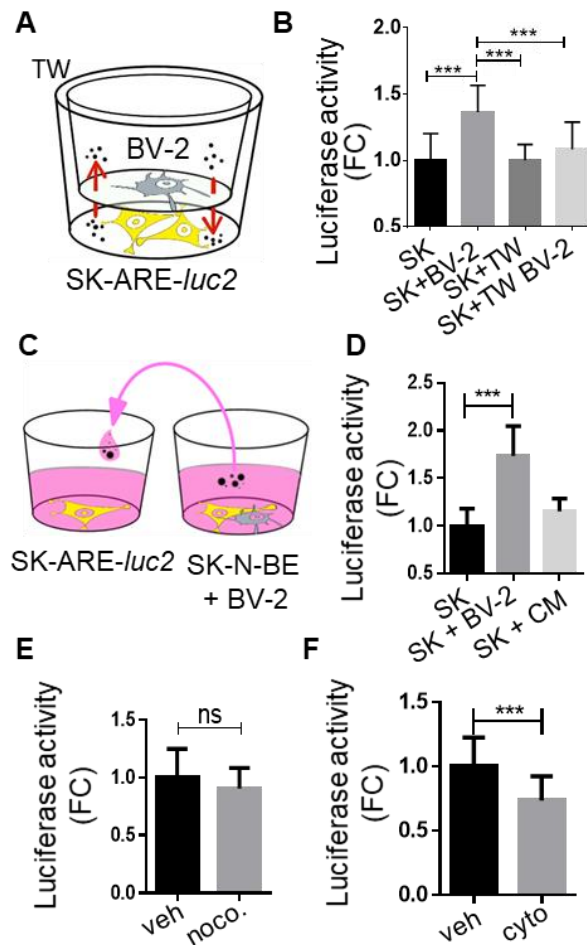 A
TW
BV-2
SK-ARE-luc2
B
Luciferase activity
(FC)
1.5
1.0
0.5
***
***
***
SK
SK+BV-2
SK+TW
SK+TW BV-2
C
SK-ARE-luc2
SK-N-BE
+ BV-2
D
Luciferase activity
(FC)
2.5
2.0
1.5
1.0
0.5
***
SK
SK + BV-2
SK + CM
E
Luciferase activity
(FC)
1.5
1.0
0.5
0.0
ns
veh
noco.
F
Luciferase activity
(FC)
1.5
1.0
0.5
0.0
***
veh
cyto